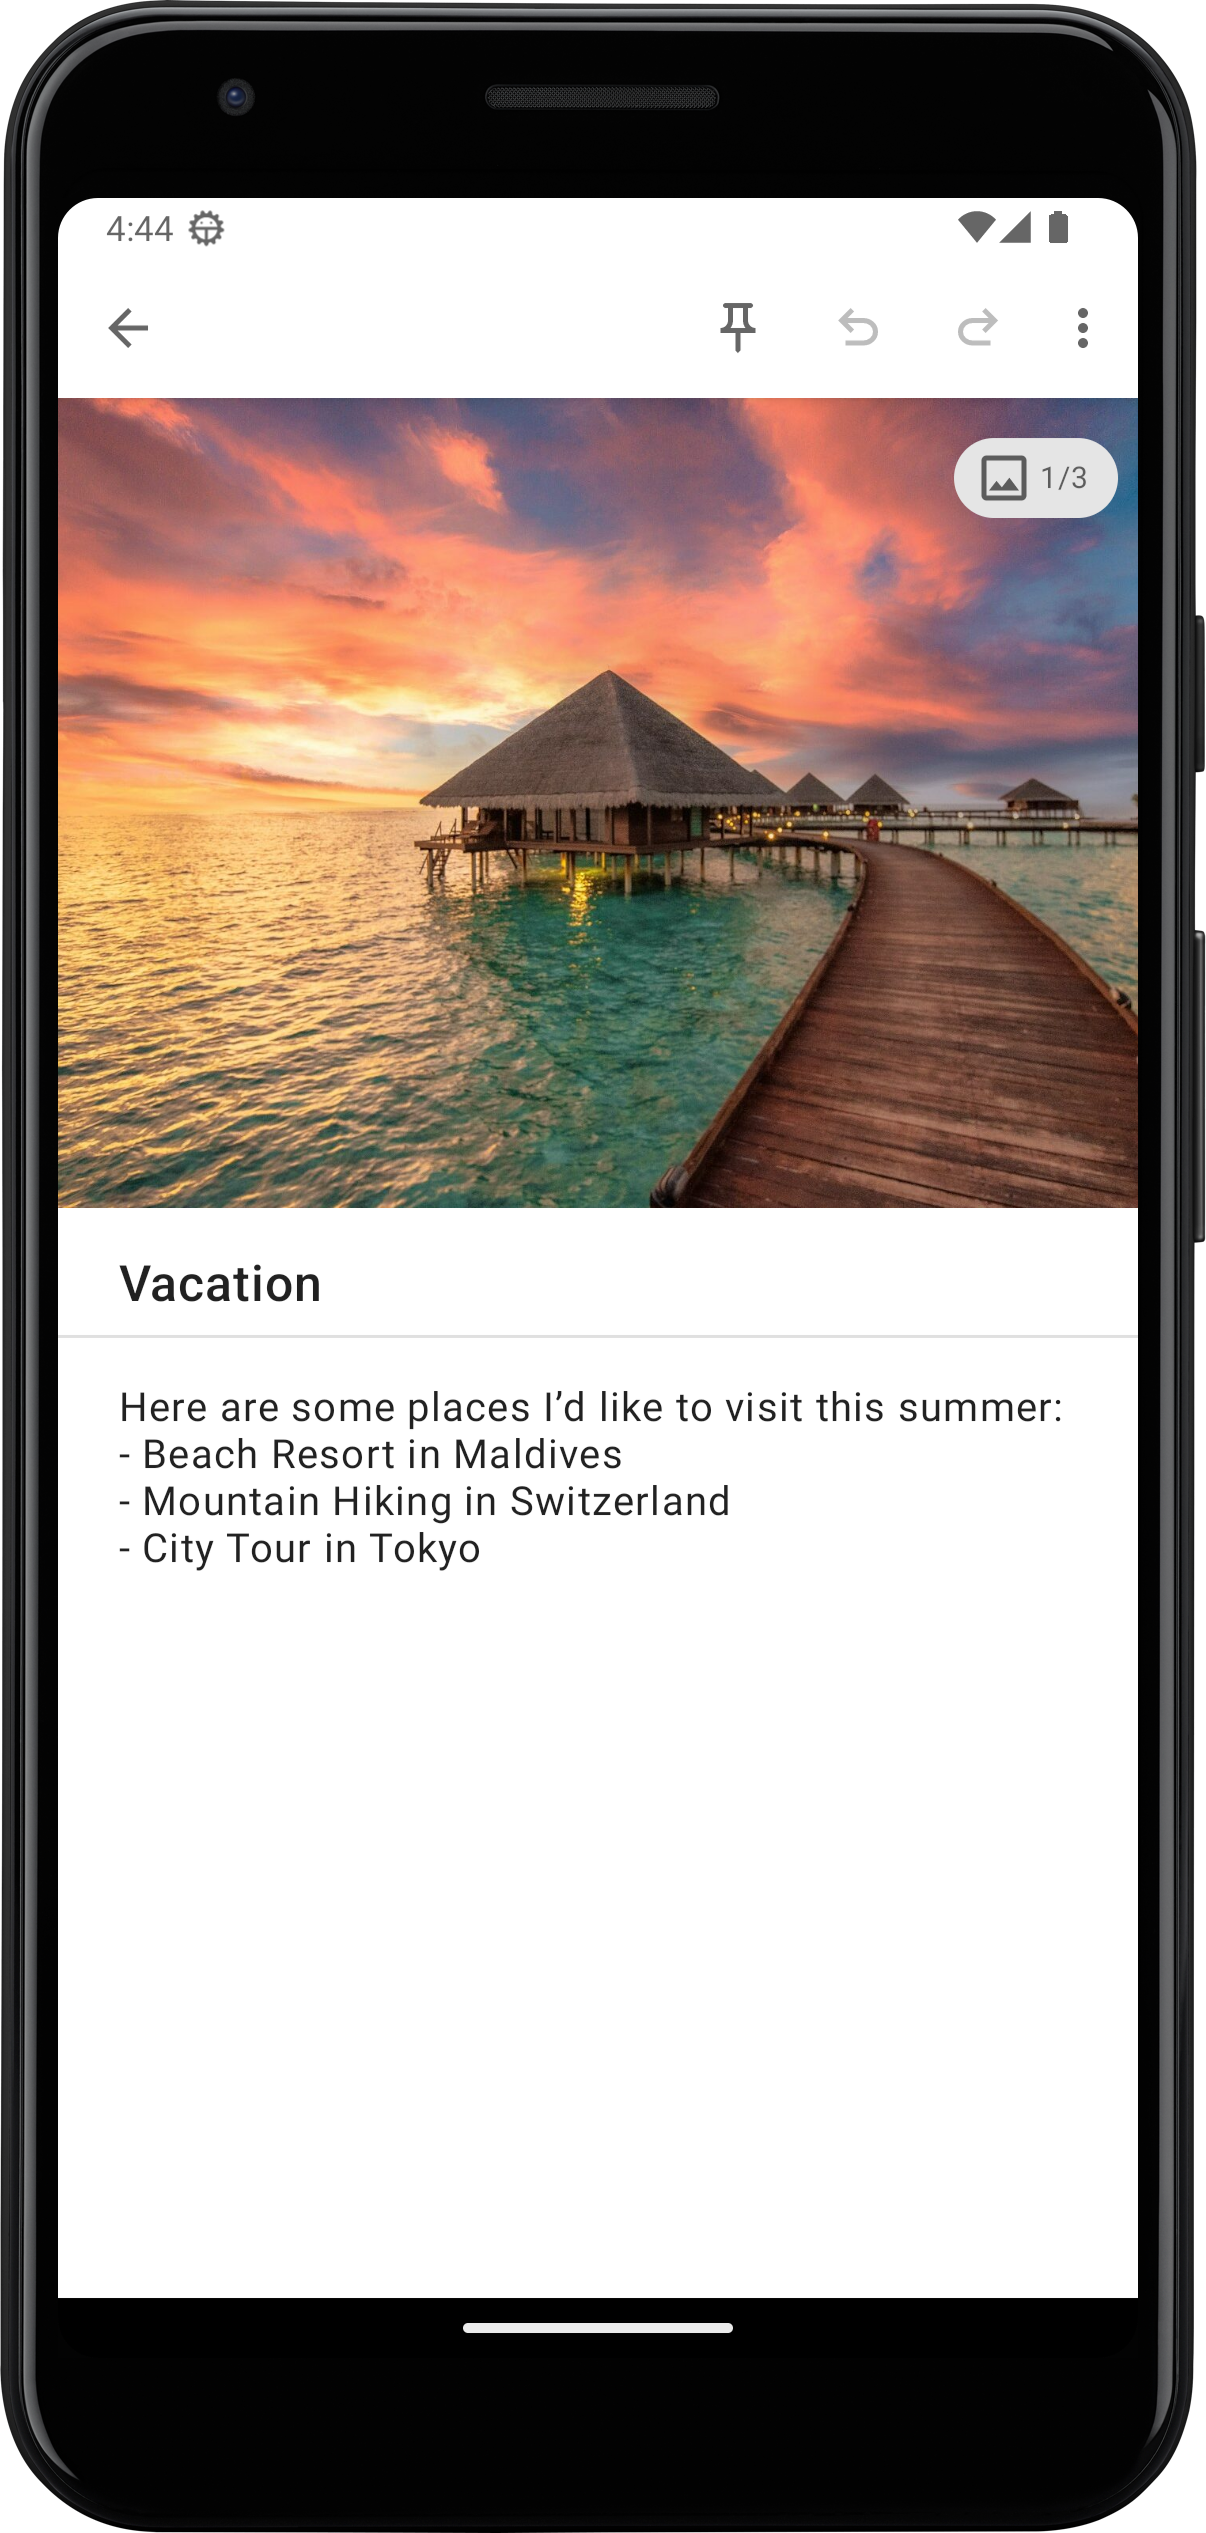 4:44
1/3
Vacation
Here are some places I’d like to visit this summer:
- Beach Resort in Maldives
- Mountain Hiking in Switzerland
- City Tour in Tokyo